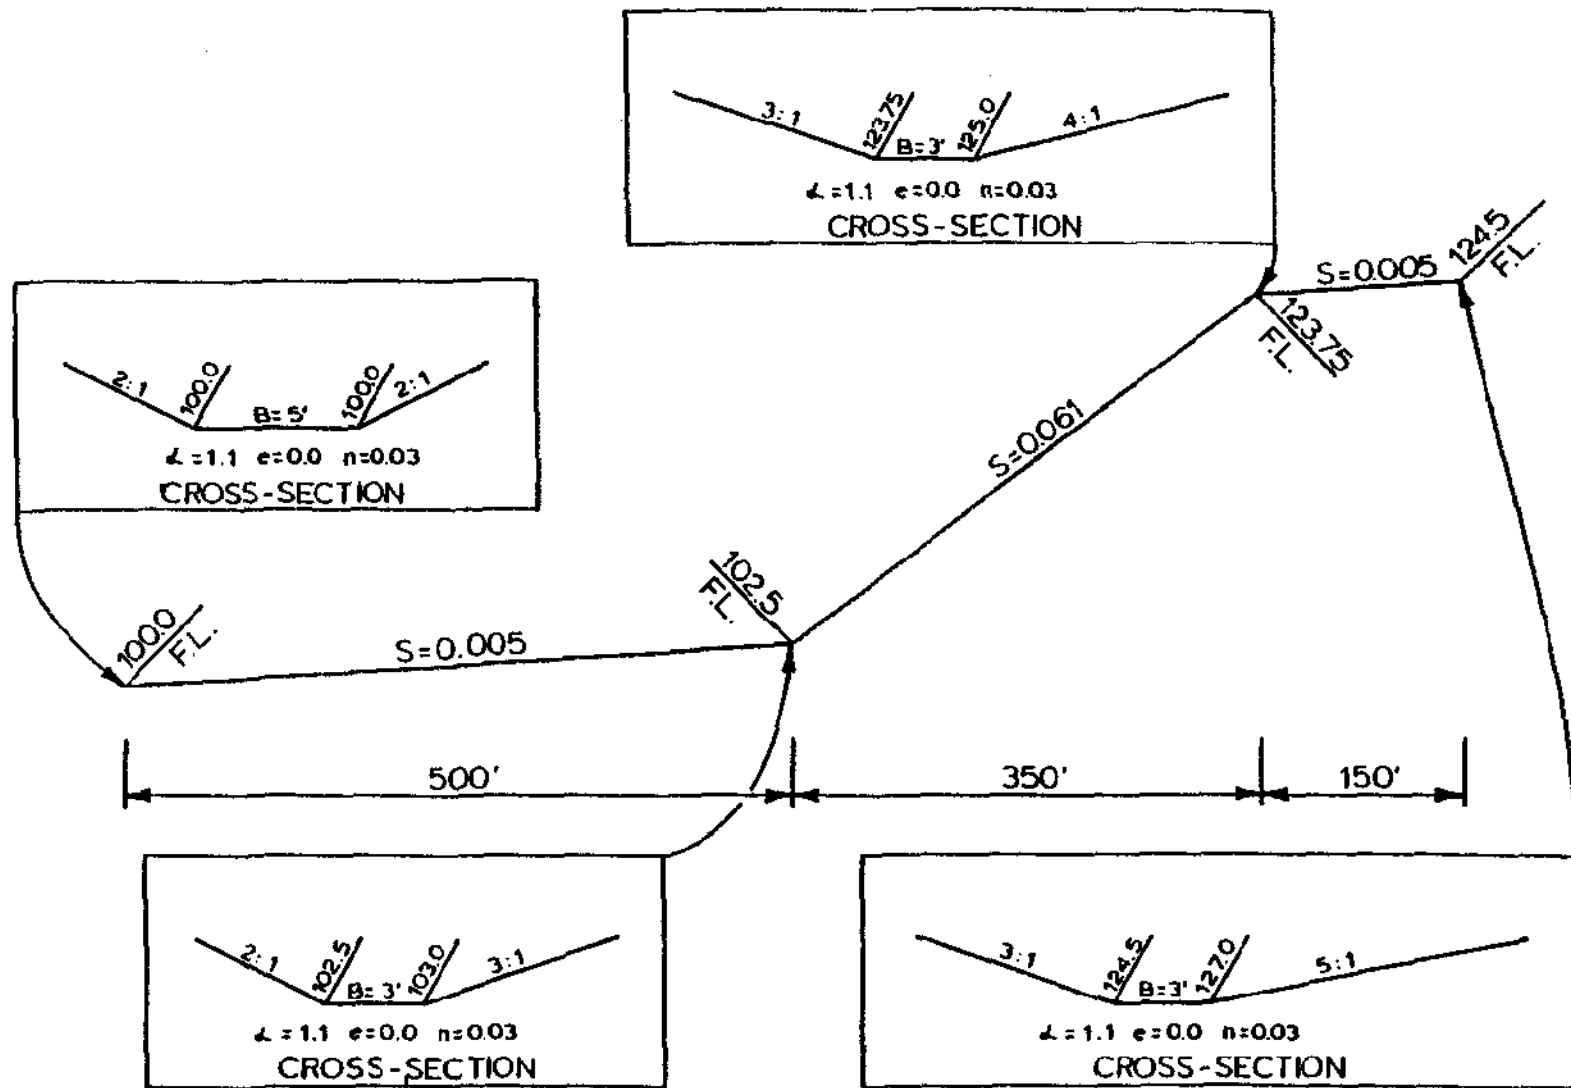 3:1
123.75
B=3'
125.0
4:1
α=1.1 e=0.0 n=0.03
CROSS-SECTION
124.5
F.L.
S=0.005
123.75
F.L.
2:1
100.0
B=5'
100.0
2:1
α=1.1 e=0.0 n=0.03
CROSS-SECTION
S=0.061
102.5
F.L.
100.0
F.L.
S=0.005
500'
350'
150'
2:1
102.5
B=3'
103.0
3:1
α=1.1 e=0.0 n=0.03
CROSS-SECTION
3:1
124.5
B=3'
127.0
5:1
α=1.1 e=0.0 n=0.03
CROSS-SECTION